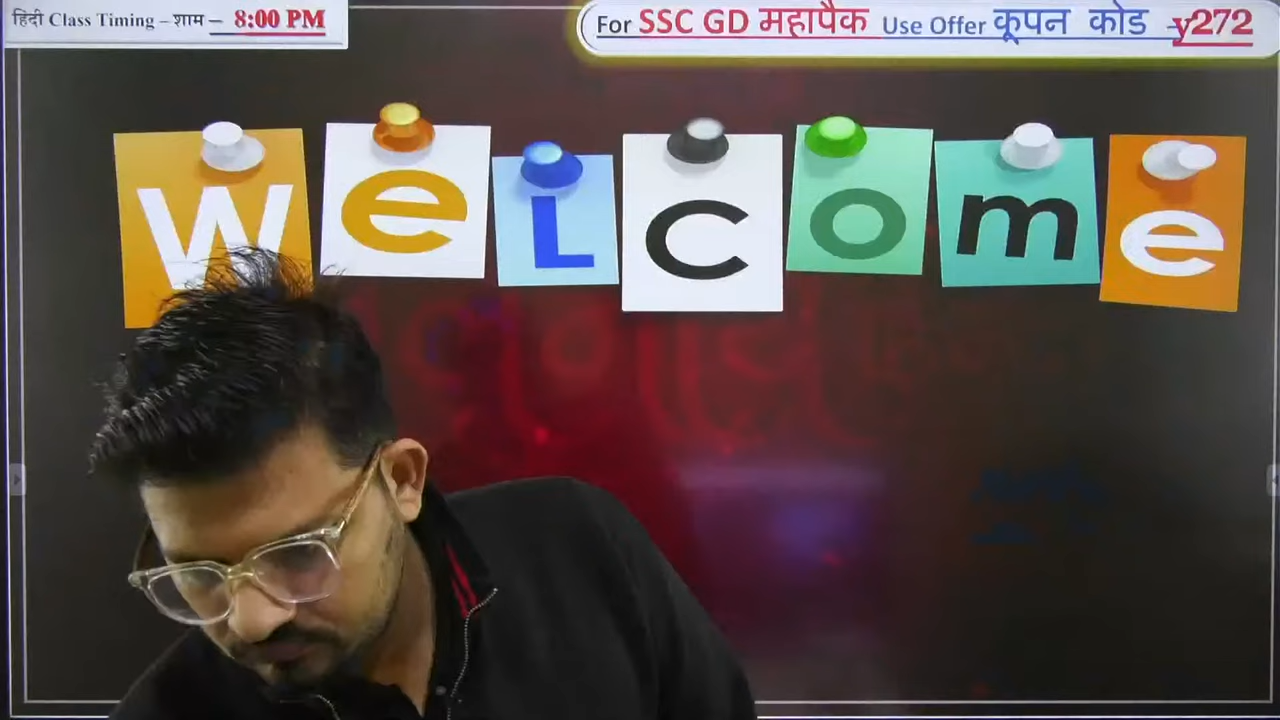 हिंदी Class Timing – शाम – 8:00 PM
For SSC GD महापैक Use Offer कूपन कोड -y272
weLcome